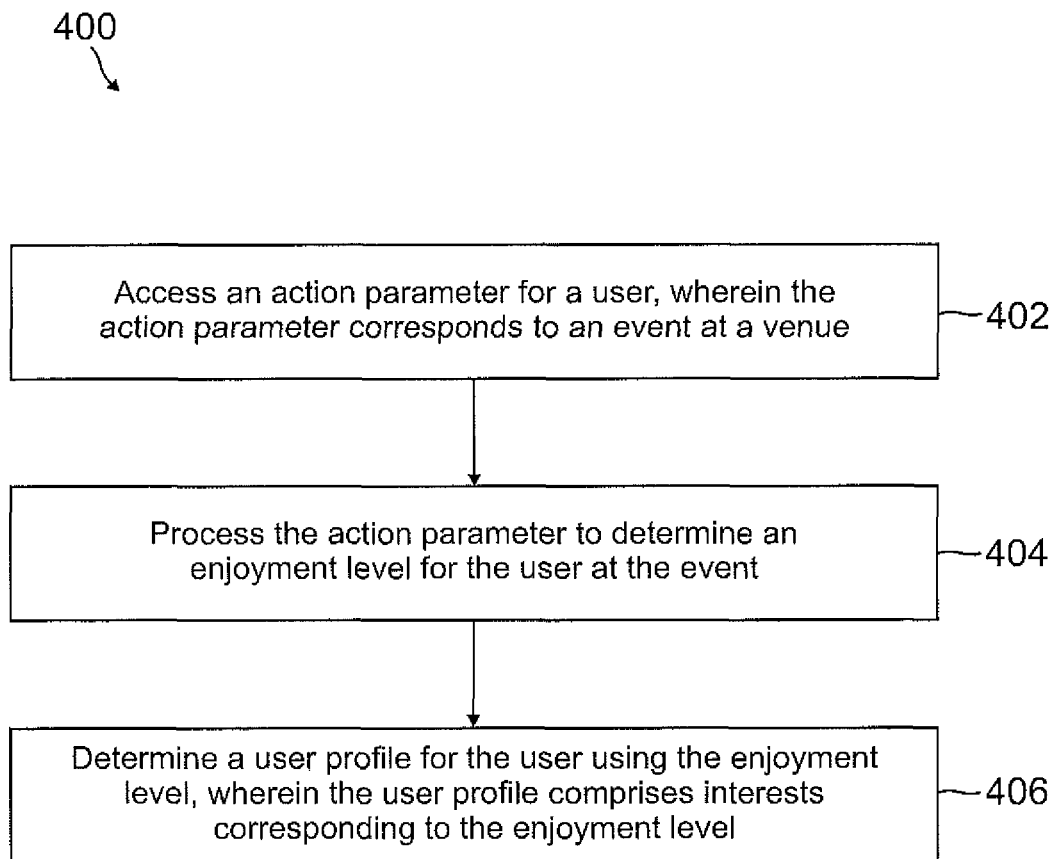 400
Access an action parameter for a user, wherein the
action parameter corresponds to an event at a venue
402
Process the action parameter to determine an
enjoyment level for the user at the event
404
Determine a user profile for the user using the enjoyment
level, wherein the user profile comprises interests
corresponding to the enjoyment level
406